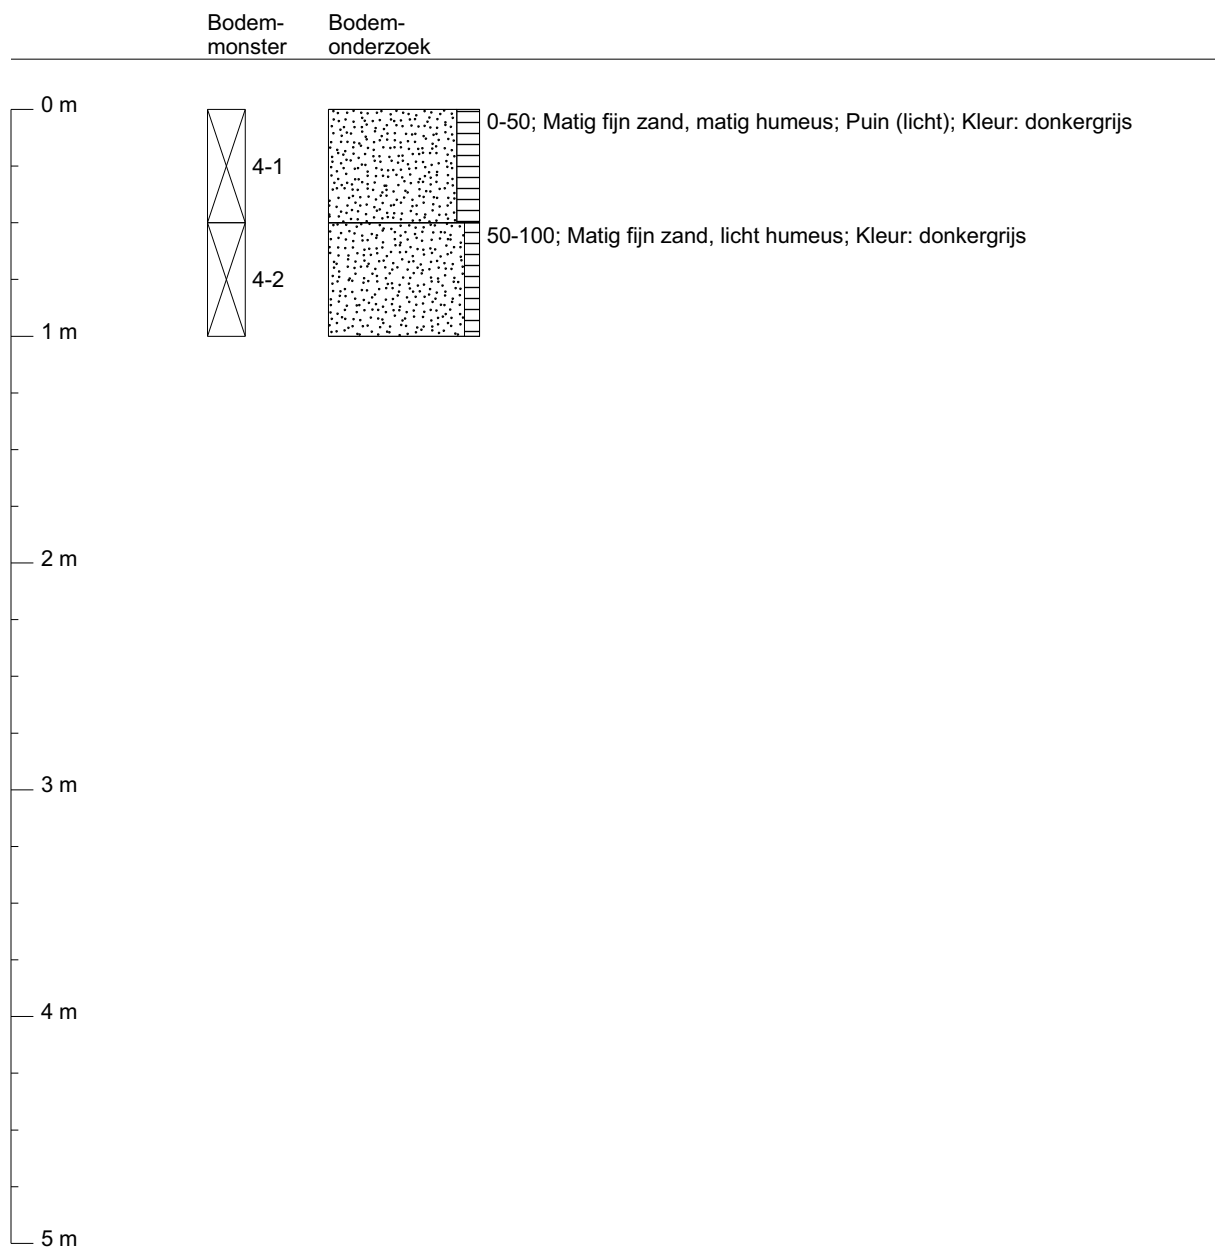 Bodem-
monster
Bodem-
onderzoek
0 m
0-50; Matig fijn zand, matig humeus; Puin (licht); Kleur: donkergrijs
4-1
50-100; Matig fijn zand, licht humeus; Kleur: donkergrijs
4-2
1 m
2 m
3 m
4 m
5 m